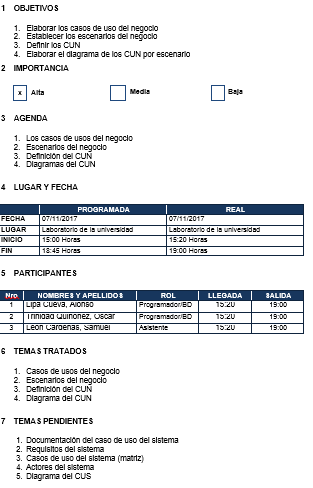 1 OBJETIVOS
1. Elaborar los casos de uso del negocio
2. Establecer los escenarios del negocio
3. Definir los CUN
4. Elaborar el diagrama de los CUN por escenario
2 IMPORTANCIA
x Alta Media Baja
3 AGENDA
1. Los casos de usos del negocio
2. Escenarios del negocio
3. Definición del CUN
4. Diagramas del CUN
4 LUGAR Y FECHA
PROGRAMADA REAL
FECHA 07/11/2017 07/11/2017
LUGAR Laboratorio de la universidad Laboratorio de la universidad
INICIO 15:00 Horas 15:20 Horas
FIN 18:45 Horas 19:00 Horas
5 PARTICIPANTES
Nro NOMBRES Y APELLIDOS ROL LLEGADA SALIDA
1 Lipa Cueva, Alonso Programador/BD 15:20 19:00
2 Trinidad Quiñonez, Oscar Programador/BD 15:20 19:00
3 León Cárdenas, Samuel Asistente 15:20 19:00
6 TEMAS TRATADOS
1. Casos de usos del negocio
2. Escenarios del negocio
3. Definición del CUN
4. Diagrama del CUN
7 TEMAS PENDIENTES
1. Documentación del caso de uso del sistema
2. Requisitos del sistema
3. Casos de uso del sistema (matriz)
4. Actores del sistema
5. Diagrama del CUS